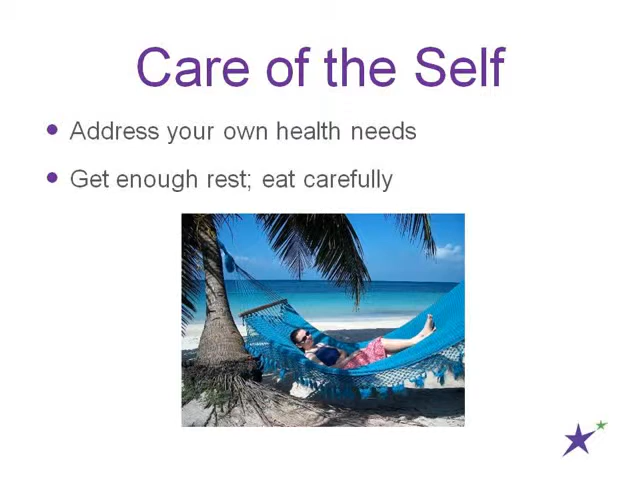 Care of the Self
Address your own health needs
Get enough rest; eat carefully